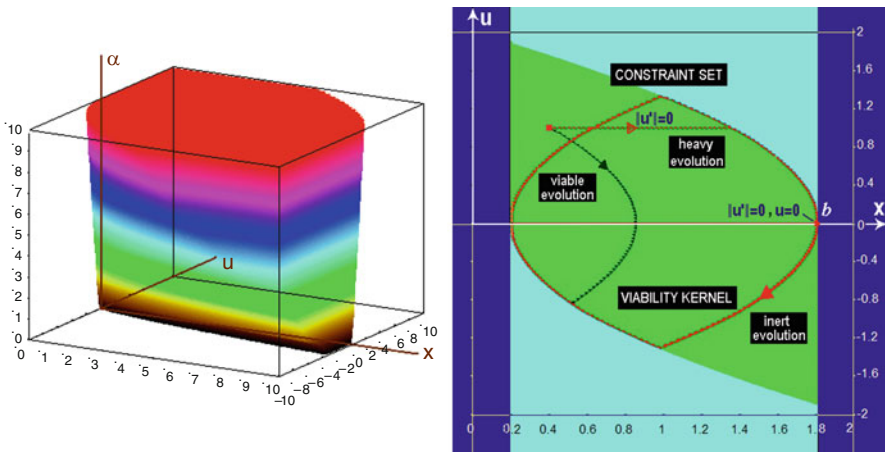 α
10
9
8
7
6
5
4
3
2
1
0
u
x
0 1 2 3 4 5 6 7 8 9 10
-10 -8 -6 -4 -2 0 2 4 6 8 10
u
2
CONSTRAINT SET
1.6
1.2
|u'|=0
heavy
evolution
0.8
viable
evolution
0.4
|u'|=0 , u=0
b
X
0
-0.4
VIABILITY KERNEL
-0.8
inert
evolution
-1.2
-1.6
-2
0 0.2 0.4 0.6 0.8 1 1.2 1.4 1.6 1.8 2